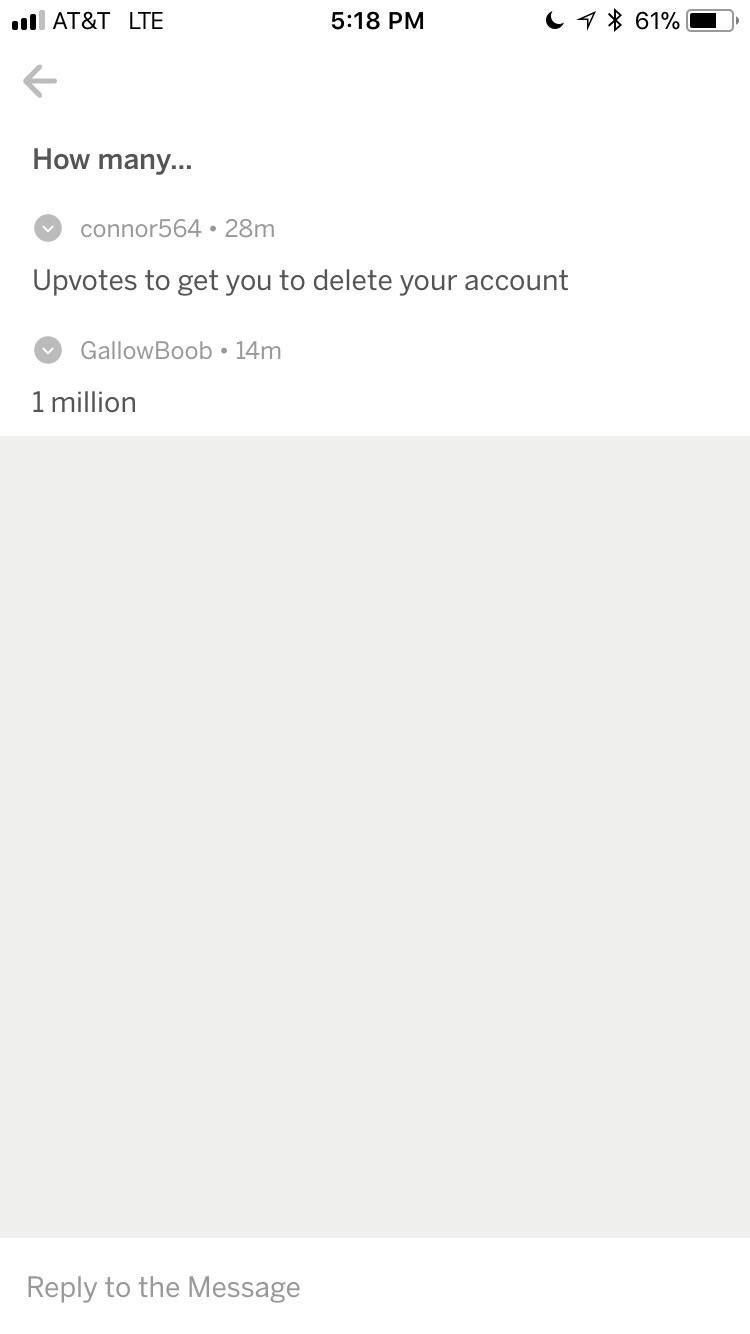 AT&T LTE 5:18 PM 61%
How many...
connor564 • 28m
Upvotes to get you to delete your account
GallowBoob • 14m
1 million
Reply to the Message